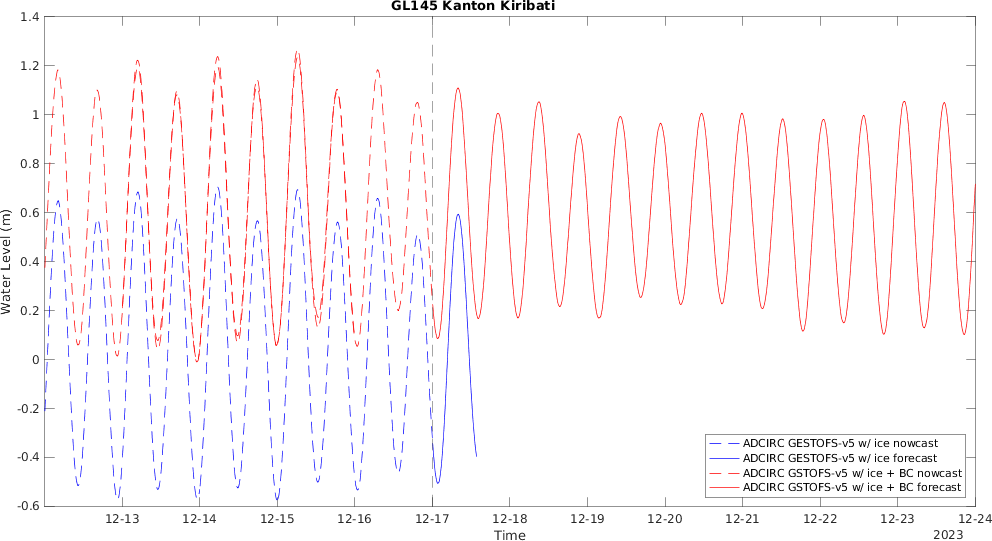 GL145 Kanton Kiribati
1.4
1.2
1
0.8
0.6
0.4
0.2
0
-0.2
-0.4
-0.6
Water Level (m)
12-13 12-14 12-15 12-16 12-17 12-18 12-19 12-20 12-21 12-22 12-23 12-24
Time
2023
ADCIRC GESTOFS-v5 w/ ice nowcast
ADCIRC GESTOFS-v5 w/ ice forecast
ADCIRC GSTOFS-v5 w/ ice + BC nowcast
ADCIRC GSTOFS-v5 w/ ice + BC forecast